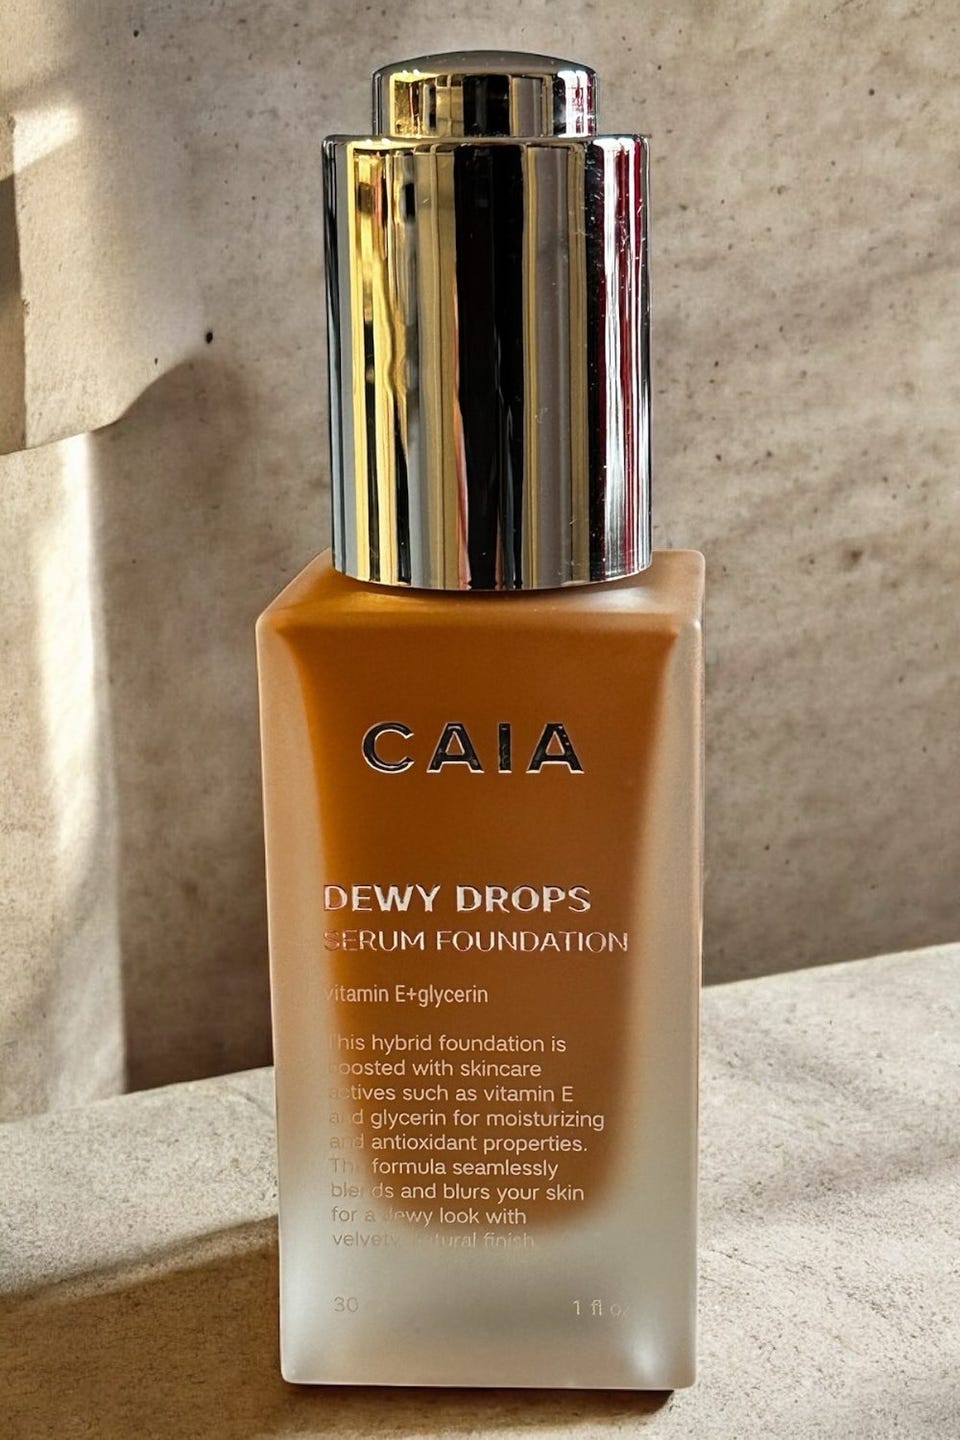 CAIA
DEWY DROPS
SERUM FOUNDATION
vitamin E+glycerin
This hybrid foundation is
boosted with skincare
actives such as vitamin E
and glycerin for moisturizing
and antioxidant properties.
The formula seamlessly
blends and blurs your skin
for a dewy look with
velvety natural finish.
30
1 fl oz